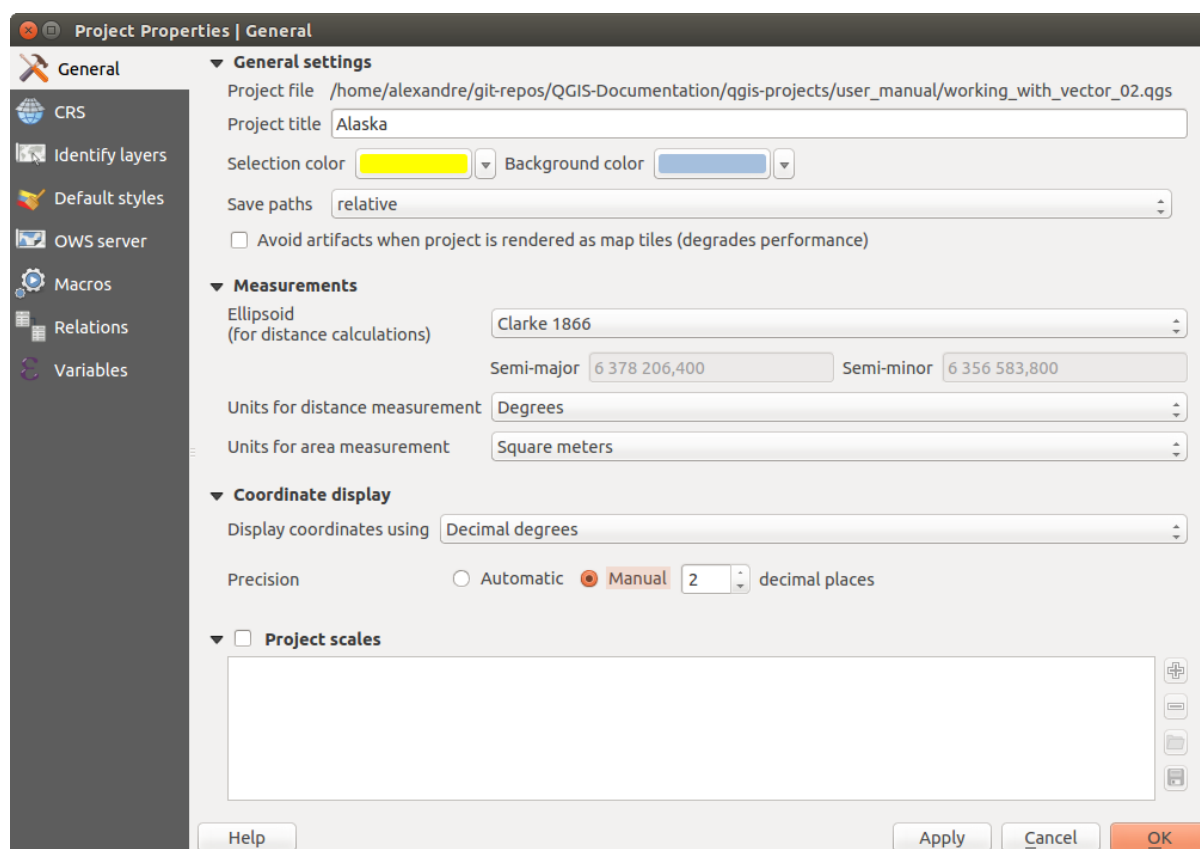 Project Properties | General
General
CRS
Identify layers
Default styles
OWS server
Macros
Relations
Variables
General settings
Project file /home/alexandre/git-repos/QGIS-Documentation/qgis-projects/user_manual/working_with_vector_02.qgs
Project title Alaska
Selection color Background color
Save paths relative
Avoid artifacts when project is rendered as map tiles (degrades performance)
Measurements
Ellipsoid
(for distance calculations) Clarke 1866
Semi-major 6 378 206,400 Semi-minor 6 356 583,800
Units for distance measurement Degrees
Units for area measurement Square meters
Coordinate display
Display coordinates using Decimal degrees
Precision Automatic Manual 2 decimal places
Project scales
Help Apply Cancel OK